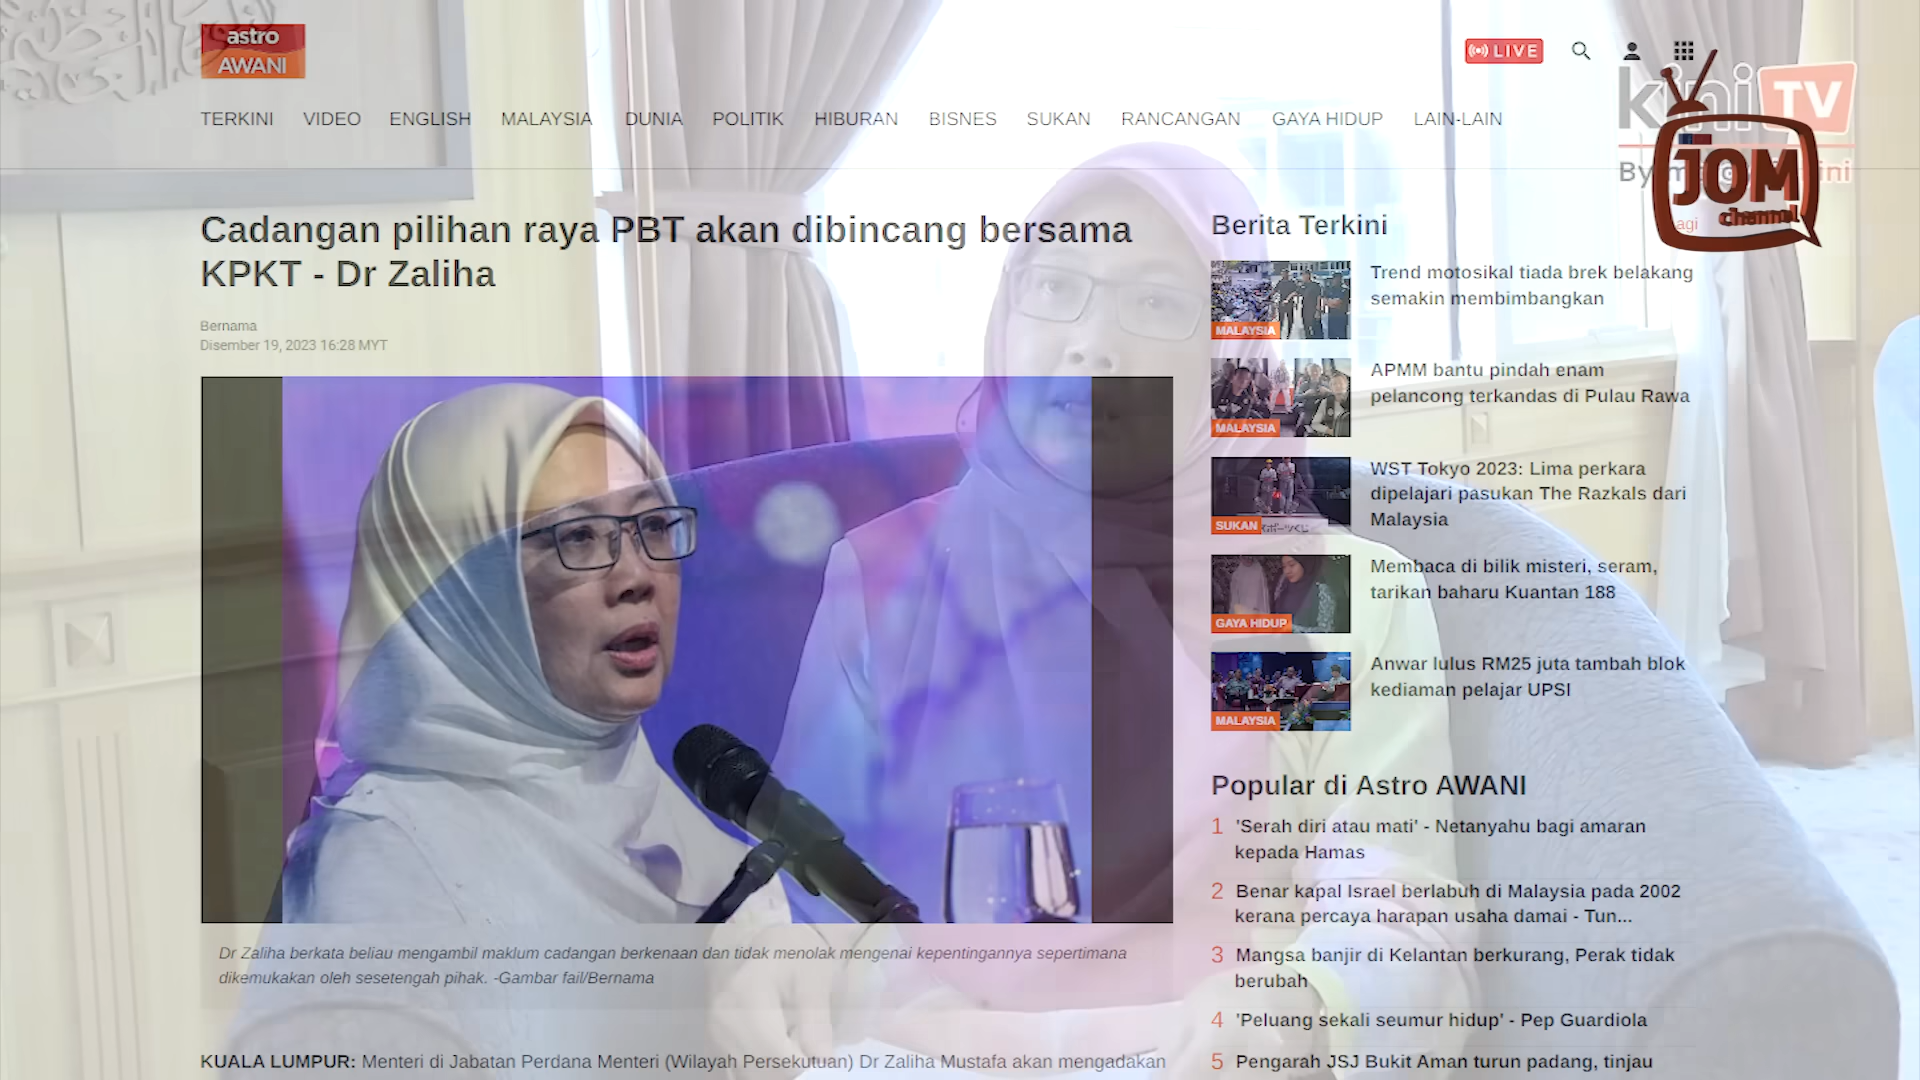 astro
AWANI
LIVE
kini TV
TERKINI VIDEO ENGLISH MALAYSIA DUNIA POLITIK HIBURAN BISNES SUKAN RANCANGAN GAYA HIDUP LAIN-LAIN
JOM
channel
By
ini
agi
Cadangan pilihan raya PBT akan dibincang bersama
KPKT - Dr Zaliha
Bernama
Disember 19, 2023 16:28 MYT
Dr Zaliha berkata beliau mengambil maklum cadangan berkenaan dan tidak menolak mengenai kepentingannya sepertimana
dikemukakan oleh sesetengah pihak. -Gambar fail/Bernama
KUALA LUMPUR: Menteri di Jabatan Perdana Menteri (Wilayah Persekutuan) Dr Zaliha Mustafa akan mengadakan
Berita Terkini
Trend motosikal tiada brek belakang
semakin membimbangkan
MALAYSIA
APMM bantu pindah enam
pelancong terkandas di Pulau Rawa
MALAYSIA
WST Tokyo 2023: Lima perkara
dipelajari pasukan The Razkals dari
Malaysia
SUKAN
Membaca di bilik misteri, seram,
tarikan baharu Kuantan 188
GAYA HIDUP
Anwar lulus RM25 juta tambah blok
kediaman pelajar UPSI
MALAYSIA
Popular di Astro AWANI
1 'Serah diri atau mati' - Netanyahu bagi amaran
kepada Hamas
2 Benar kapal Israel berlabuh di Malaysia pada 2002
kerana percaya harapan usaha damai - Tun...
3 Mangsa banjir di Kelantan berkurang, Perak tidak
berubah
4 'Peluang sekali seumur hidup' - Pep Guardiola
5 Pengarah JSJ Bukit Aman turun padang, tinjau